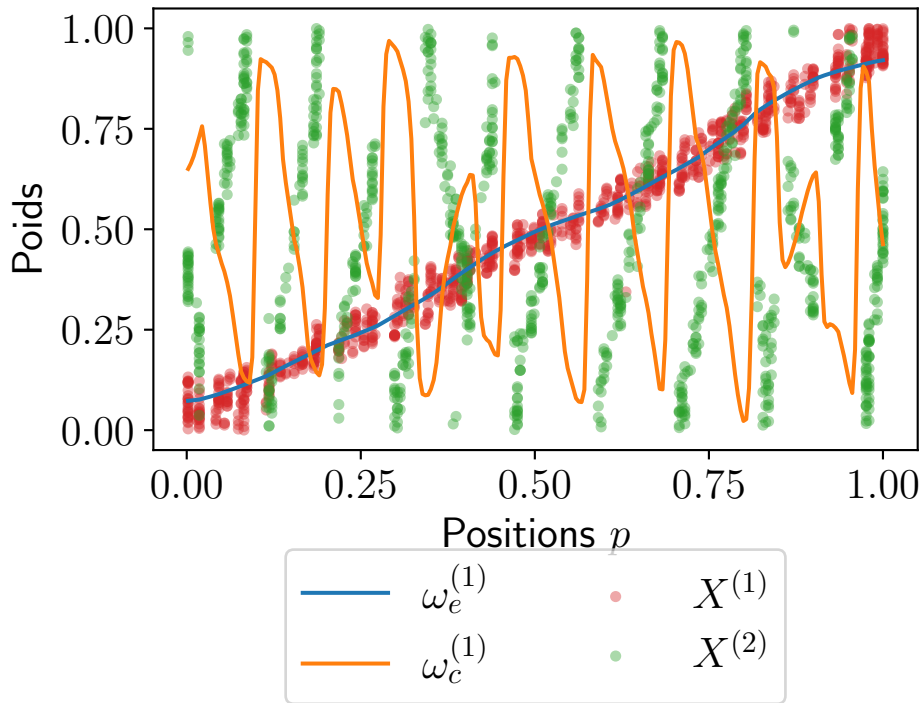 1.00
0.75
0.50
0.25
0.00
Poids
0.00 0.25 0.50 0.75 1.00
Positions p
ω_e^{(1)} X^{(1)}
ω_c^{(1)} X^{(2)}